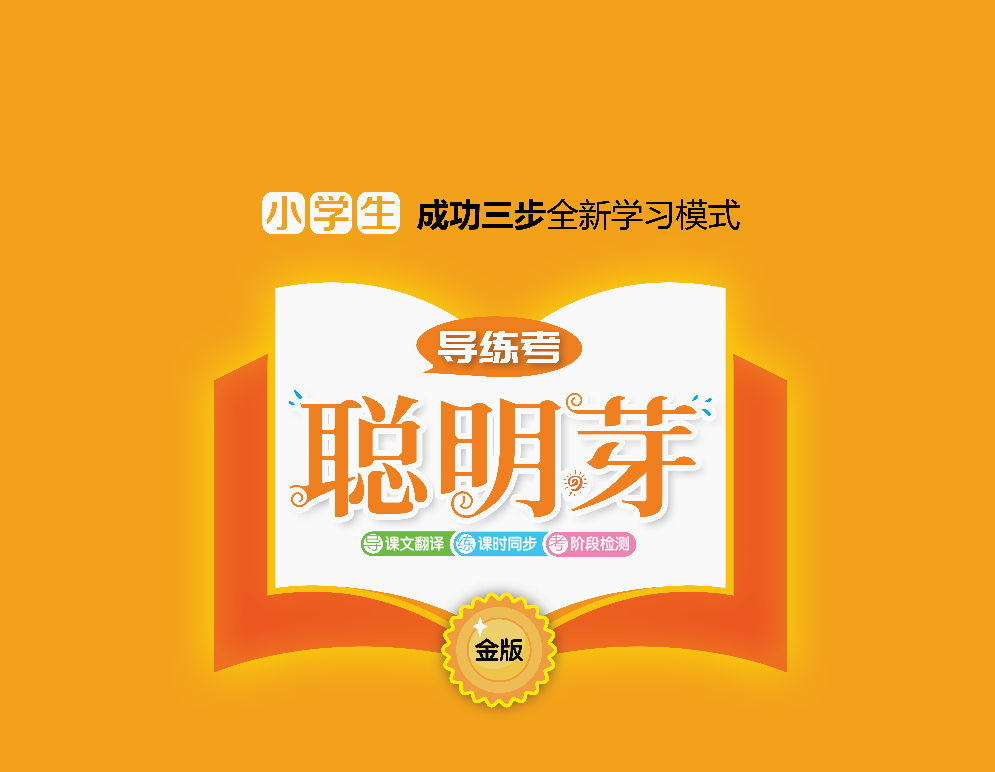 小学生 成功三步全新学习模式
导练考
聪明芽
导 课文翻译 练 课时同步 考 阶段检测
金版